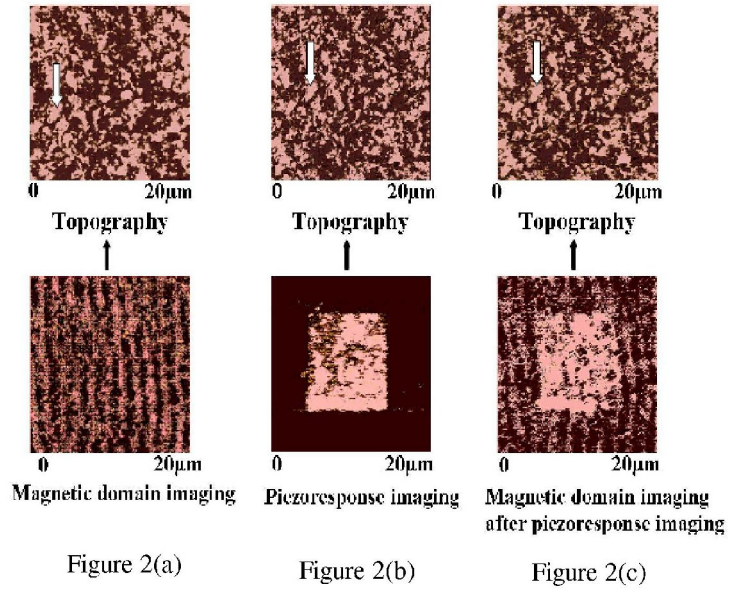 0 20µm
Topography
0 20µm
Topography
0 20µm
Topography
0 20µm
Magnetic domain imaging
0 20µm
Piezoresponse imaging
0 20µm
Magnetic domain imaging
after piezoresponse imaging
Figure 2(a)
Figure 2(b)
Figure 2(c)